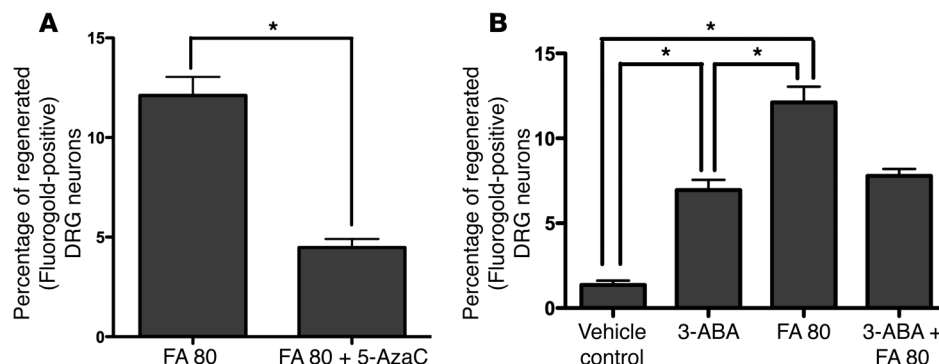 A
Percentage of regenerated
(Fluorogold-positive)
DRG neurons
15
10
5
0
*
FA 80
FA 80 + 5-AzaC
B
Percentage of regenerated
(Fluorogold-positive)
DRG neurons
15
10
5
0
*
*
*
Vehicle
control
3-ABA
FA 80
3-ABA +
FA 80